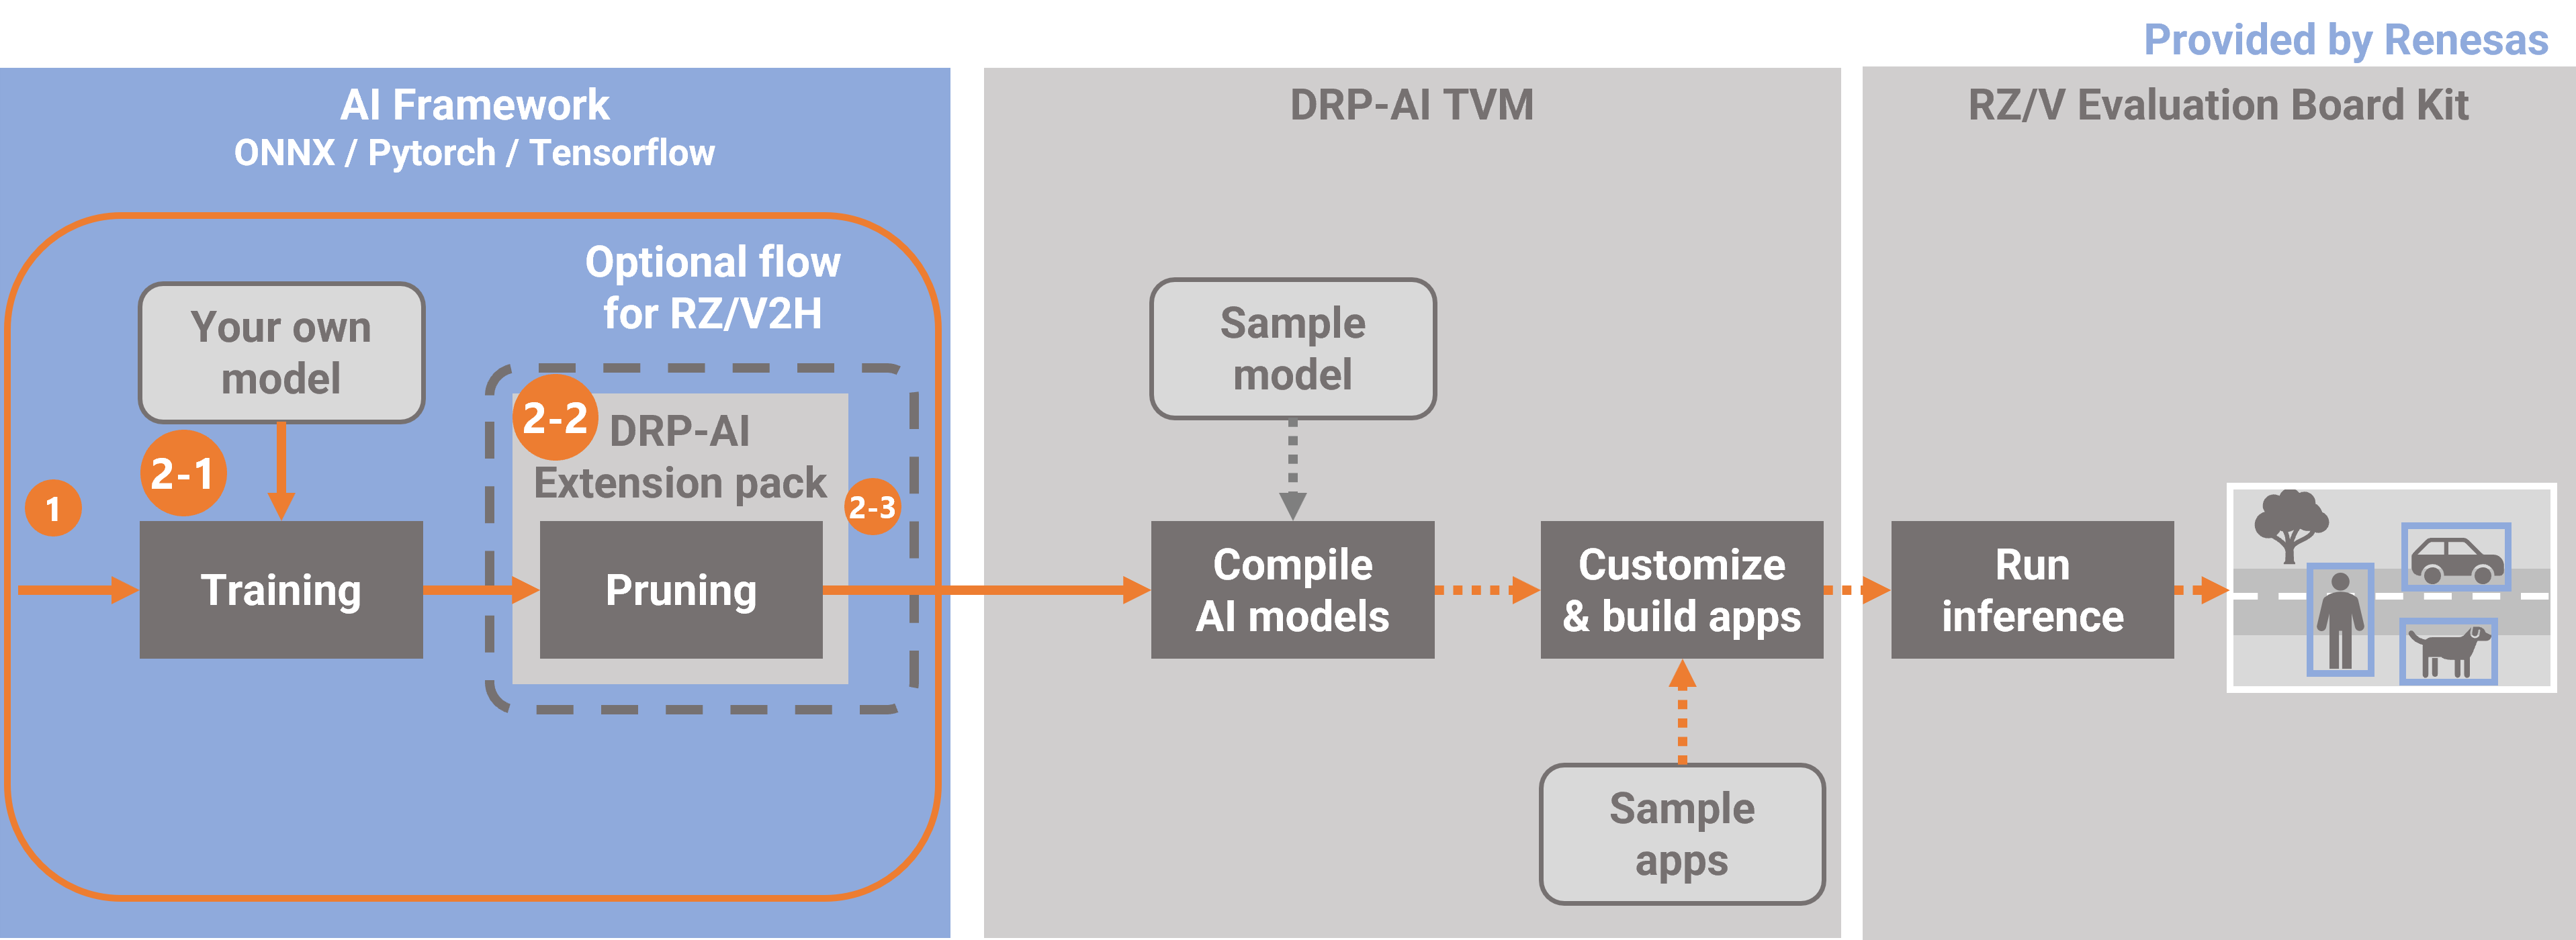 Provided by Renesas
AI Framework
ONNX / Pytorch / Tensorflow
DRP-AI TVM
RZ/V Evaluation Board Kit
Optional flow
for RZ/V2H
Your own
model
Sample
model
2-1
2-2
DRP-AI
Extension pack
1
2-3
Training
Pruning
Compile
AI models
Customize
& build apps
Run
inference
Sample
apps